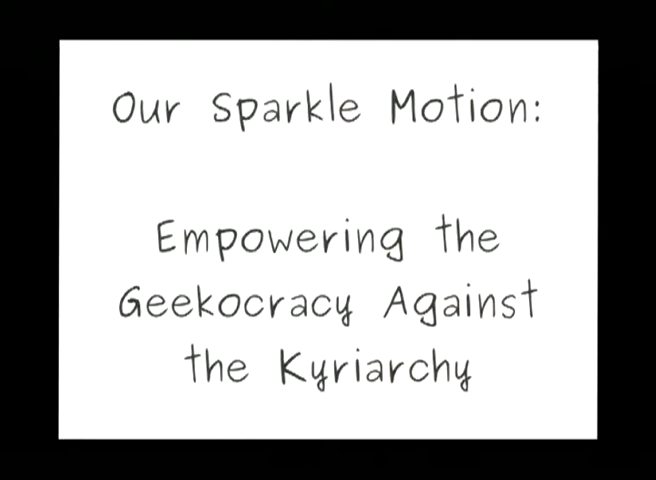 Our Sparkle Motion:
Empowering the
Geekocracy Against
the Kyriarchy